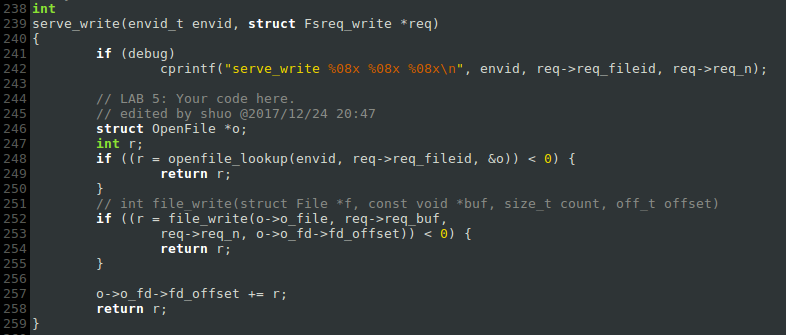 238 int
239 serve_write(envid_t envid, struct Fsreq_write *req)
240 {
241         if (debug)
242                 cprintf("serve_write %08x %08x %08x\n", envid, req->req_fileid, req->req_n);
243
244         // LAB 5: Your code here.
245         // edited by shuo @2017/12/24 20:47
246         struct OpenFile *o;
247         int r;
248         if ((r = openfile_lookup(envid, req->req_fileid, &o)) < 0) {
249                 return r;
250         }
251         // int file_write(struct File *f, const void *buf, size_t count, off_t offset)
252         if ((r = file_write(o->o_file, req->req_buf,
253                 req->req_n, o->o_fd->fd_offset)) < 0) {
254                 return r;
255         }
256
257         o->o_fd->fd_offset += r;
258         return r;
259 }